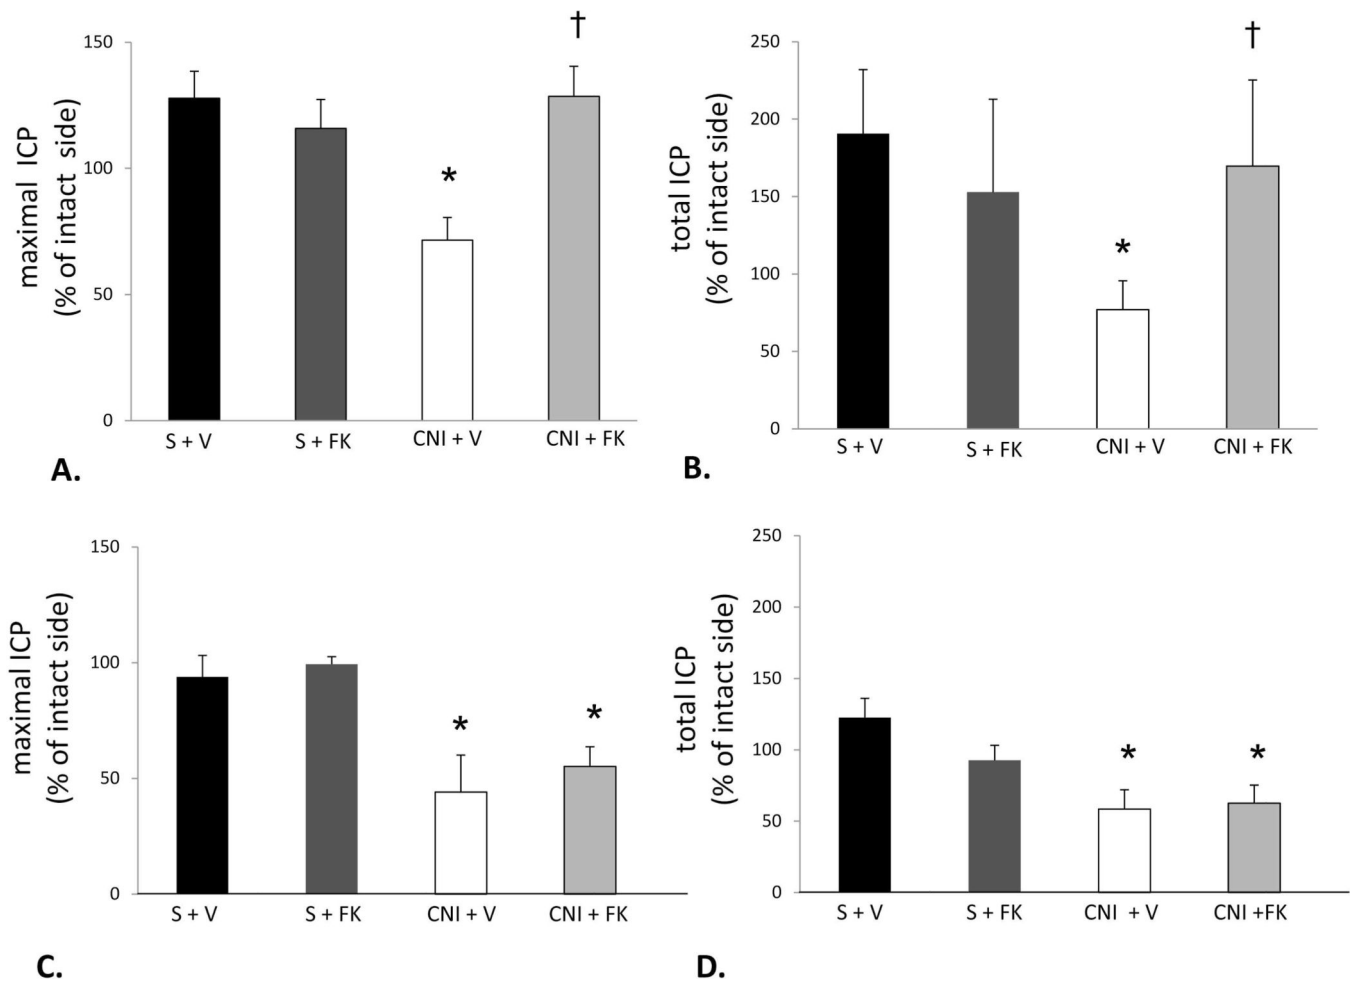 maximal ICP
(% of intact side)
150
100
50
0
*
†
S + V
S + FK
CNI + V
CNI + FK
A.
total ICP
(% of intact side)
250
200
150
100
50
0
*
†
S + V
S + FK
CNI + V
CNI + FK
B.
maximal ICP
(% of intact side)
150
100
50
0
*
*
S + V
S + FK
CNI + V
CNI + FK
C.
total ICP
(% of intact side)
250
200
150
100
50
0
*
*
S + V
S + FK
CNI + V
CNI +FK
D.